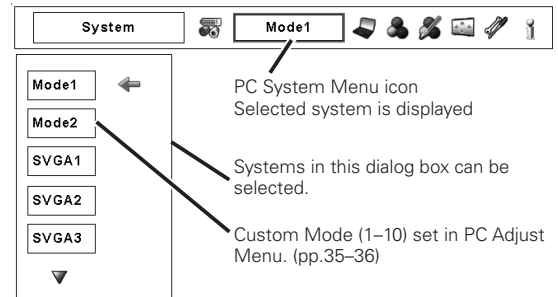 System
Mode1
PC System Menu icon
Selected system is displayed
Mode1
Mode2
SVGA1
SVGA2
SVGA3
Systems in this dialog box can be
selected.
Custom Mode (1–10) set in PC Adjust
Menu. (pp.35–36)